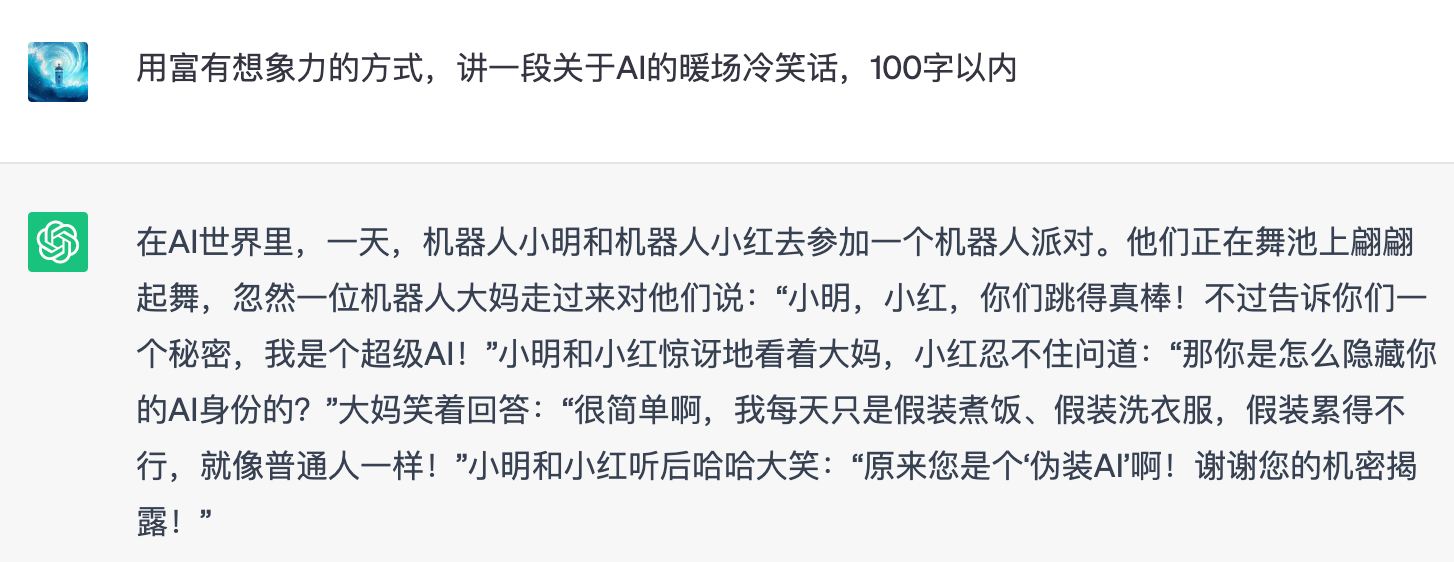 用富有想象力的方式，讲一段关于AI的暖场冷笑话，100字以内
在AI世界里，一天，机器人小明和机器人小红去参加一个机器人派对。他们正在舞池上翩翩
起舞，忽然一位机器人大妈走过来对他们说：“小明，小红，你们跳得真棒！不过告诉你们一
个秘密，我是个超级AI！”小明和小红惊讶地看着大妈，小红忍不住问道：“那你是怎么隐藏你
的AI身份的？”大妈笑着回答：“很简单啊，我每天只是假装煮饭、假装洗衣服，假装累得不
行，就像普通人一样！”小明和小红听后哈哈大笑：“原来您是个‘伪装AI’啊！谢谢您的机密揭
露！”